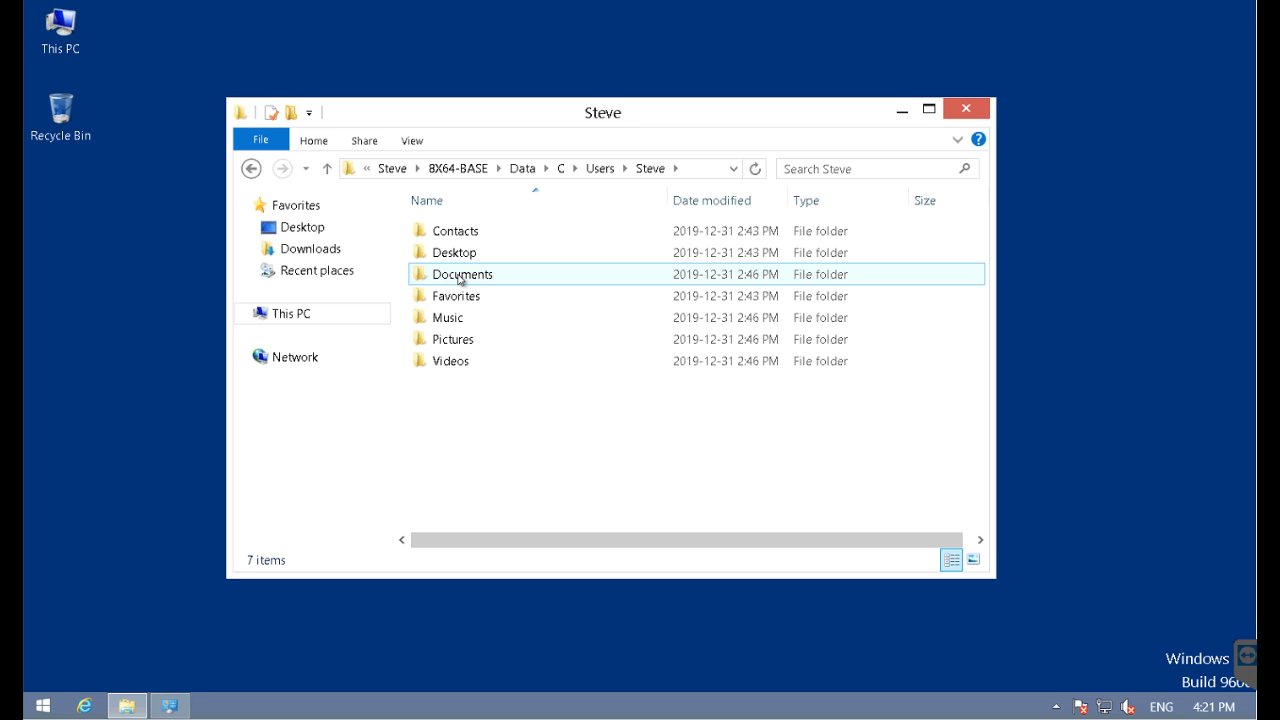 This PC
Recycle Bin
Steve
File Home Share View
« Steve 8X64-BASE Data C Users Steve
Search Steve
Favorites
Desktop
Downloads
Recent places
This PC
Network
Name Date modified Type Size
Contacts 2019-12-31 2:43 PM File folder
Desktop 2019-12-31 2:43 PM File folder
Documents 2019-12-31 2:46 PM File folder
Favorites 2019-12-31 2:43 PM File folder
Music 2019-12-31 2:46 PM File folder
Pictures 2019-12-31 2:46 PM File folder
Videos 2019-12-31 2:46 PM File folder
7 items
Windows
Build
ENG 4:21 PM